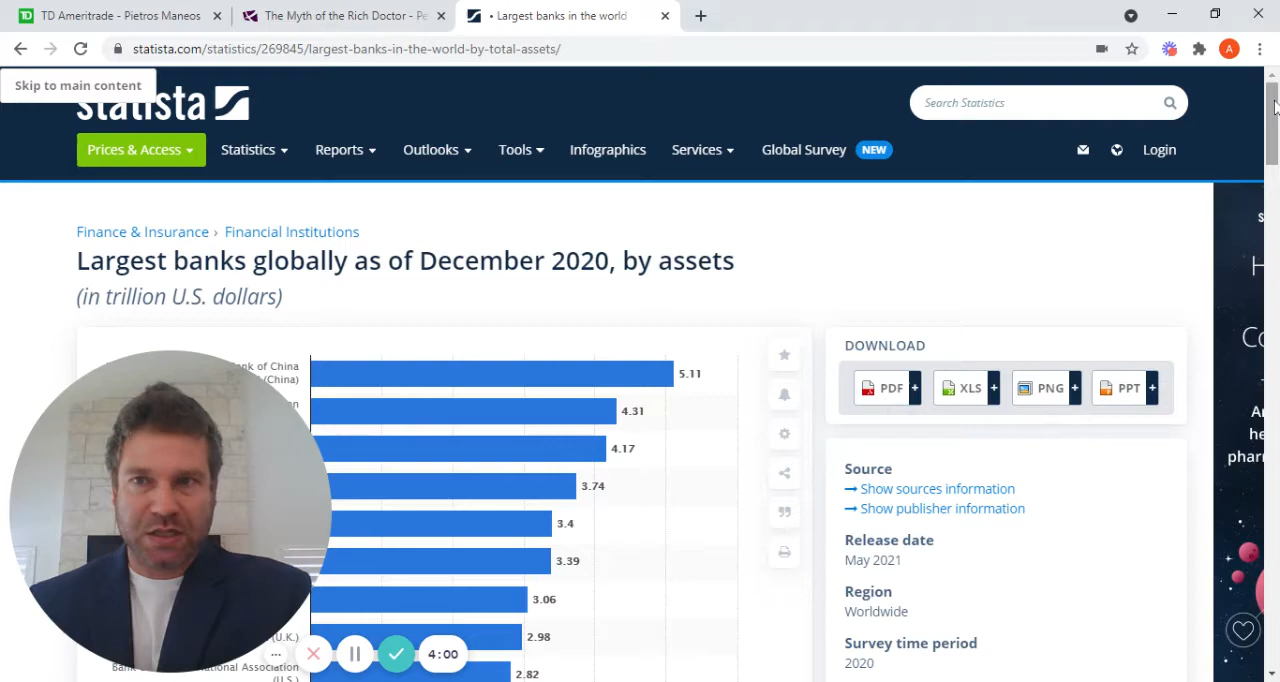 TD Ameritrade - Pietros Maneos
The Myth of the Rich Doctor - Pe
• Largest banks in the world
statista.com/statistics/269845/largest-banks-in-the-world-by-total-assets/
A
Skip to main content
statista
Search Statistics
Prices & Access
Statistics
Reports
Outlooks
Tools
Infographics
Services
Global Survey
NEW
Login
Finance & Insurance › Financial Institutions
Largest banks globally as of December 2020, by assets
(in trillion U.S. dollars)
of China
(China)
5.11
4.31
4.17
3.74
3.4
3.39
3.06
(U.K.)
2.98
Association
(U.S.)
2.82
4:00
DOWNLOAD
PDF +
XLS +
PNG +
PPT +
Source
Show sources information
Show publisher information
Release date
May 2021
Region
Worldwide
Survey time period
2020